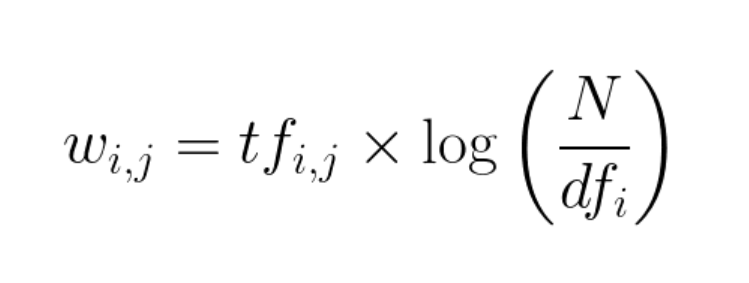 w_{i,j} = tf_{i,j} × log(N/df_i)